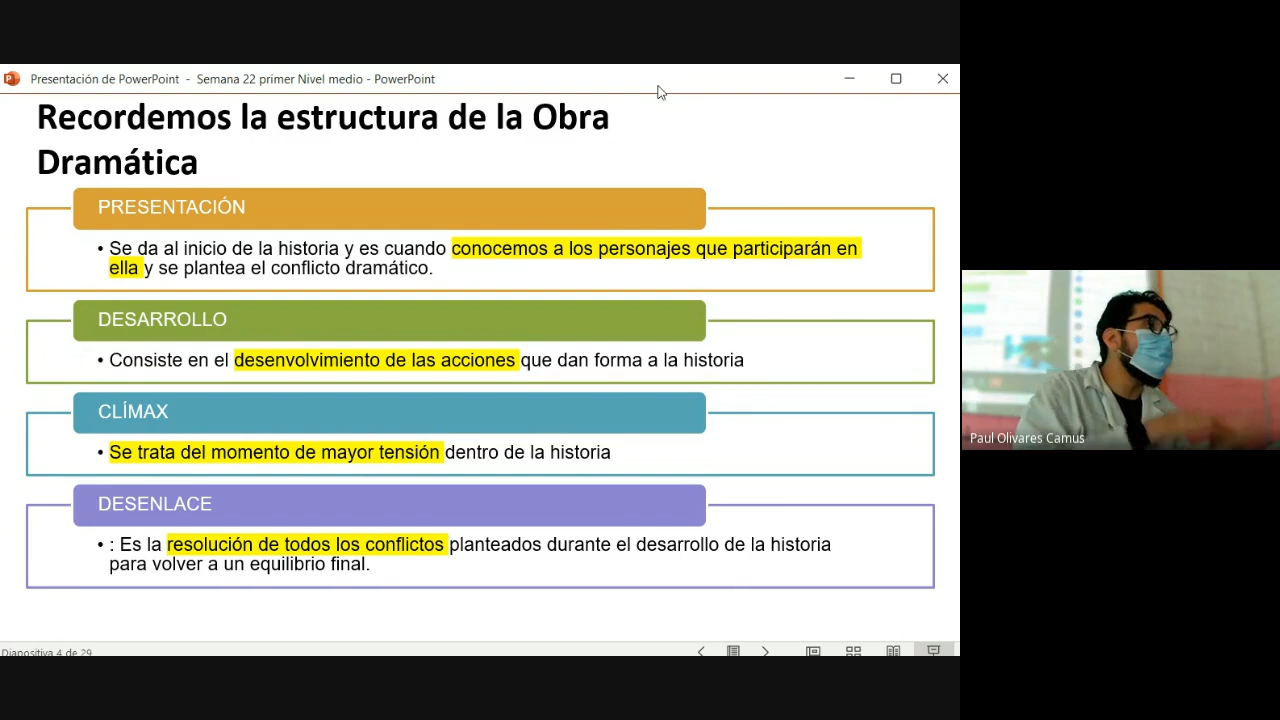 Presentación de PowerPoint - Semana 22 primer Nivel medio - PowerPoint
Recordemos la estructura de la Obra
Dramática
PRESENTACIÓN
• Se da al inicio de la historia y es cuando conocemos a los personajes que participarán en
ella y se plantea el conflicto dramático.
DESARROLLO
• Consiste en el desenvolvimiento de las acciones que dan forma a la historia
CLÍMAX
• Se trata del momento de mayor tensión dentro de la historia
DESENLACE
• : Es la resolución de todos los conflictos planteados durante el desarrollo de la historia
para volver a un equilibrio final.
Diapositiva 4 de 29
Paul Olivares Camus